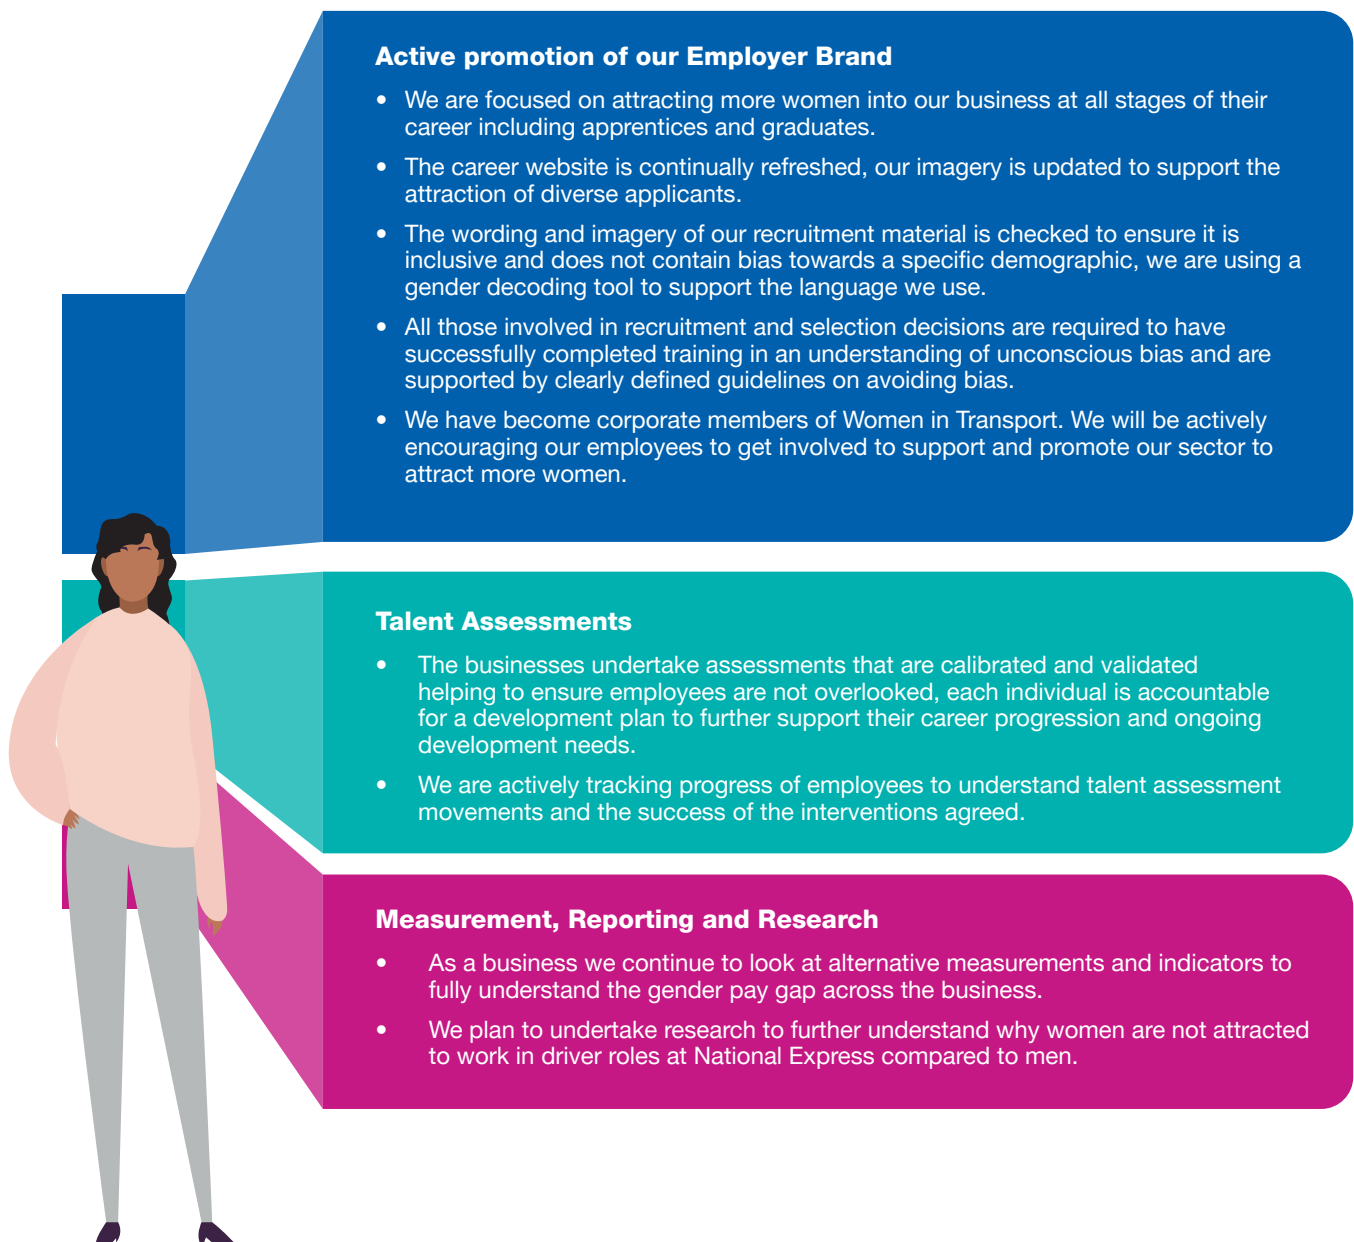 Active promotion of our Employer Brand
• We are focused on attracting more women into our business at all stages of their
career including apprentices and graduates.
• The career website is continually refreshed, our imagery is updated to support the
attraction of diverse applicants.
• The wording and imagery of our recruitment material is checked to ensure it is
inclusive and does not contain bias towards a specific demographic, we are using a
gender decoding tool to support the language we use.
• All those involved in recruitment and selection decisions are required to have
successfully completed training in an understanding of unconscious bias and are
supported by clearly defined guidelines on avoiding bias.
• We have become corporate members of Women in Transport. We will be actively
encouraging our employees to get involved to support and promote our sector to
attract more women.
Talent Assessments
• The businesses undertake assessments that are calibrated and validated
helping to ensure employees are not overlooked, each individual is accountable
for a development plan to further support their career progression and ongoing
development needs.
• We are actively tracking progress of employees to understand talent assessment
movements and the success of the interventions agreed.
Measurement, Reporting and Research
• As a business we continue to look at alternative measurements and indicators to
fully understand the gender pay gap across the business.
• We plan to undertake research to further understand why women are not attracted
to work in driver roles at National Express compared to men.